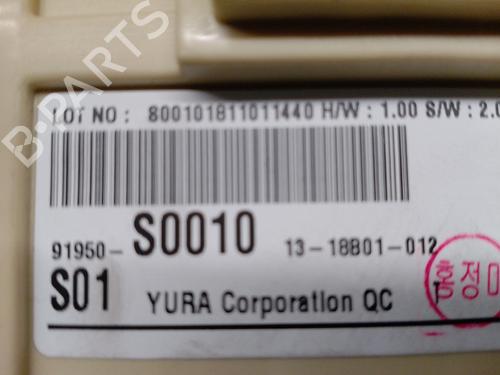 B-PARTS
LOT NO : 800101811011440 H/W : 1.00 S/W : 2.0
91950- S0010 13-18B01-012
S01 YURA Corporation QC
홍정미